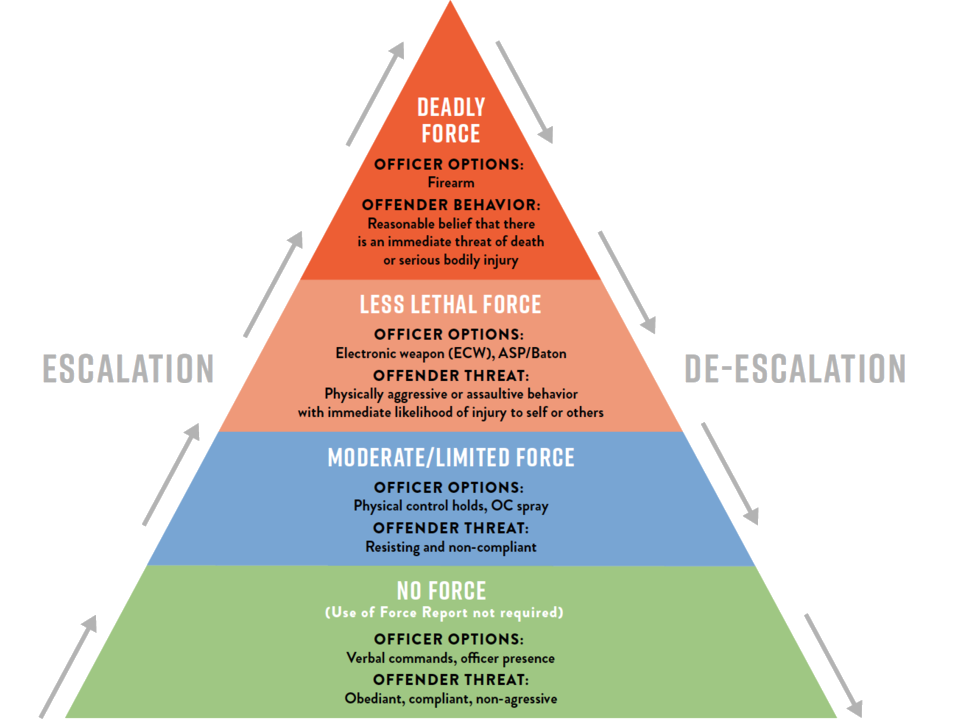 DEADLY
FORCE
OFFICER OPTIONS:
Firearm
OFFENDER BEHAVIOR:
Reasonable belief that there
is an immediate threat of death
or serious bodily injury
LESS LETHAL FORCE
OFFICER OPTIONS:
Electronic weapon (ECW), ASP/Baton
OFFENDER THREAT:
Physically aggressive or assaultive behavior
with immediate likelihood of injury to self or others
ESCALATION
DE-ESCALATION
MODERATE/LIMITED FORCE
OFFICER OPTIONS:
Physical control holds, OC spray
OFFENDER THREAT:
Resisting and non-compliant
NO FORCE
(Use of Force Report not required)
OFFICER OPTIONS:
Verbal commands, officer presence
OFFENDER THREAT:
Obediant, compliant, non-agressive